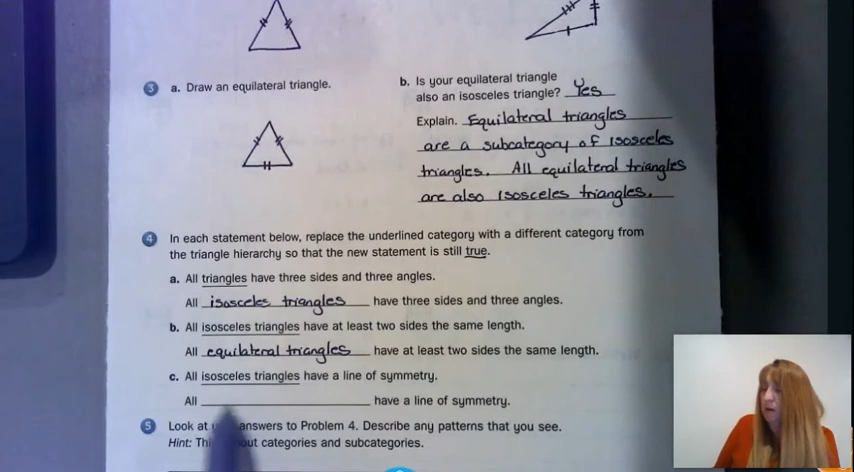 3 a. Draw an equilateral triangle.
b. Is your equilateral triangle
also an isosceles triangle? Yes
Explain. Equilateral triangles
are a subcategory of isosceles
triangles. All equilateral triangles
are also isosceles triangles.
4 In each statement below, replace the underlined category with a different category from
the triangle hierarchy so that the new statement is still true.
a. All triangles have three sides and three angles.
All isosceles triangles have three sides and three angles.
b. All isosceles triangles have at least two sides the same length.
All equilateral triangles have at least two sides the same length.
c. All isosceles triangles have a line of symmetry.
All have a line of symmetry.
5 Look at answers to Problem 4. Describe any patterns that you see.
Hint: categories and subcategories.